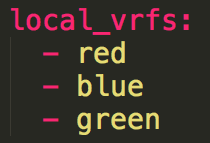 local_vrfs:
  - red
  - blue
  - green